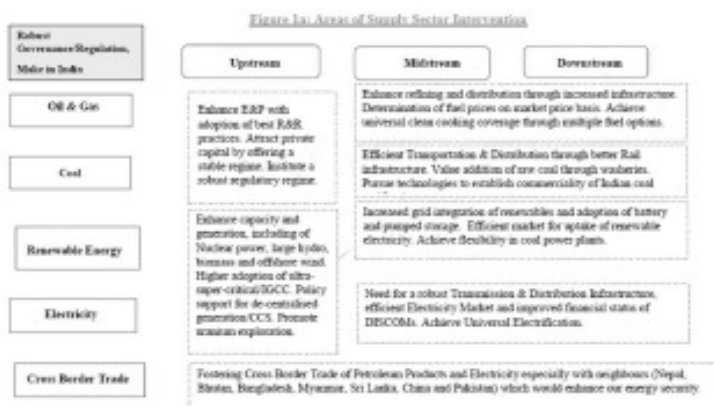 Figure 1a: Areas of Supply Sector Intervention
Robust
Governance/Regulation,
Make in India
Upstream
Midstream
Downstream
Oil & Gas
Enhance E&P with
adoption of best R&R
practices. Attract private
capital by offering a
stable regime. Institute a
robust regulatory regime.
Enhance refining and distribution through increased infrastructure.
Determination of fuel prices on market price basis. Achieve
universal clean cooking coverage through multiple fuel options.
Coal
Efficient Transportation & Distribution through better Rail
infrastructure. Value addition of raw coal through washeries.
Pursue technologies to establish commerciality of Indian coal
Renewable Energy
Enhance capacity and
generation, including of
Nuclear power, large hydro,
biomass and offshore wind.
Higher adoption of ultra-
super-critical/IGCC. Policy
support for de-centralised
generation/CCS. Promote
uranium exploration.
Increased grid integration of renewables and adoption of battery
and pumped storage. Efficient market for uptake of renewable
electricity. Achieve flexibility in coal power plants.
Electricity
Need for a robust Transmission & Distribution Infrastructure,
efficient Electricity Market and improved financial status of
DISCOMs. Achieve Universal Electrification.
Cross Border Trade
Fostering Cross Border Trade of Petroleum Products and Electricity especially with neighbours (Nepal,
Bhutan, Bangladesh, Myanmar, Sri Lanka, China and Pakistan) which would enhance our energy security.